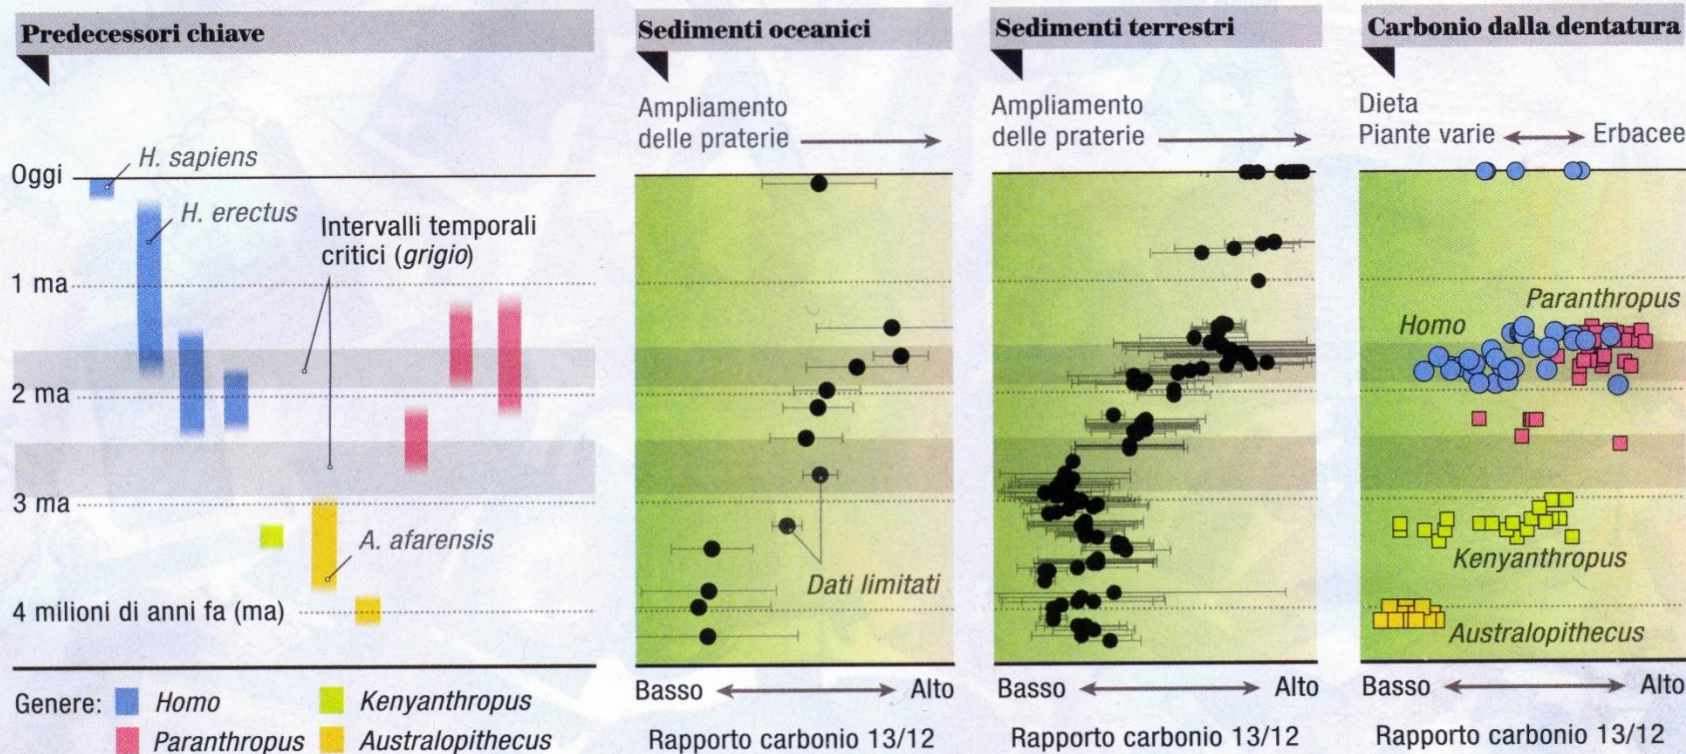 Predecessori chiave
Oggi
H. sapiens
H. erectus
Intervalli temporali
critici (grigio)
1 ma
2 ma
3 ma
A. afarensis
4 milioni di anni fa (ma)
Genere:
Homo
Kenyanthropus
Paranthropus
Australopithecus
Sedimenti oceanici
Ampliamento
delle praterie
Dati limitati
Basso
Alto
Rapporto carbonio 13/12
Sedimenti terrestri
Ampliamento
delle praterie
Basso
Alto
Rapporto carbonio 13/12
Carbonio dalla dentatura
Dieta
Piante varie
Erbacee
Paranthropus
Homo
Kenyanthropus
Australopithecus
Basso
Alto
Rapporto carbonio 13/12